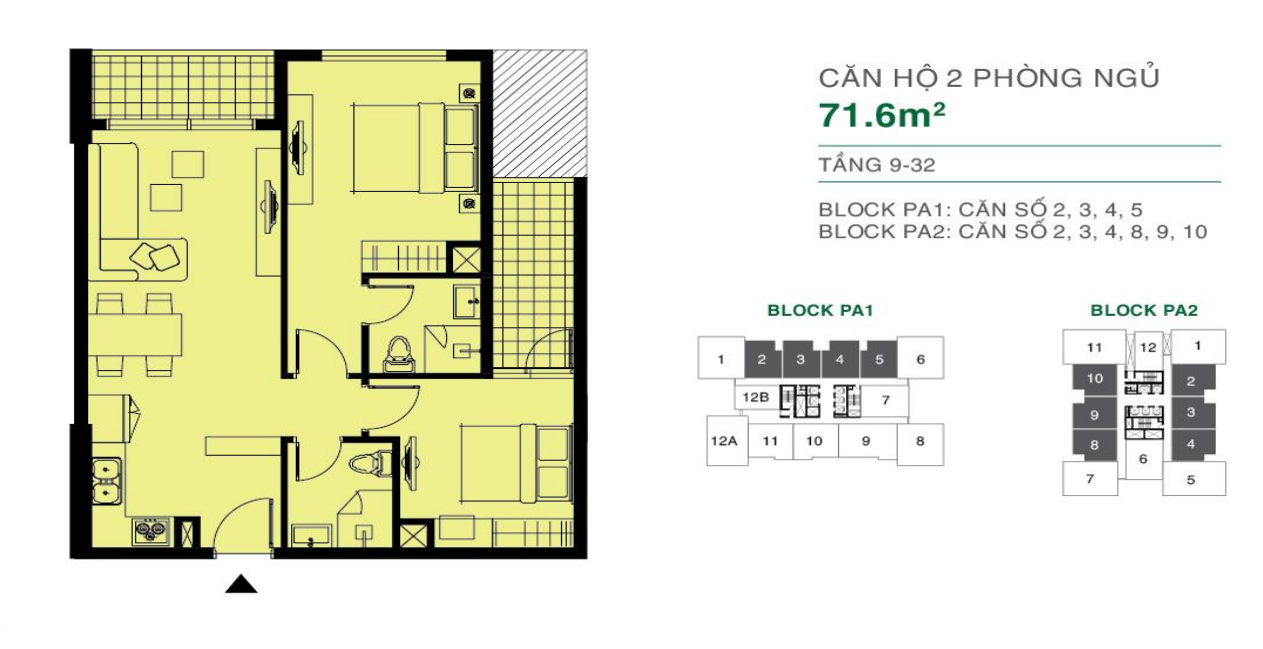 CĂN HỘ 2 PHÒNG NGỦ
71.6m²
TẦNG 9-32
BLOCK PA1: CĂN SỐ 2, 3, 4, 5
BLOCK PA2: CĂN SỐ 2, 3, 4, 8, 9, 10
BLOCK PA1
1 2 3 4 5 6
12B 7
12A 11 10 9 8
BLOCK PA2
11 12 1
10 2
9 3
8 4
6
7 5